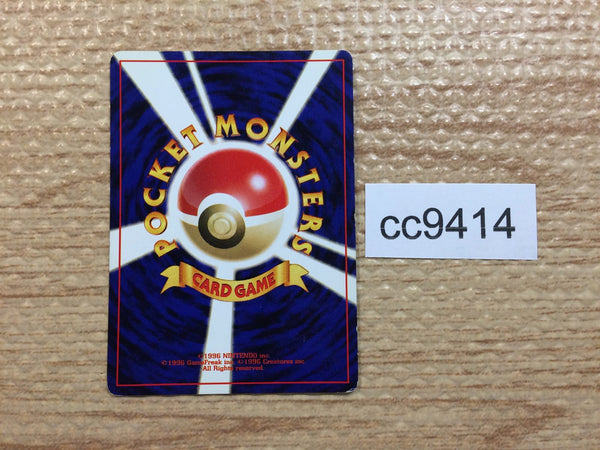 POCKET MONSTERS
CARD GAME
©1996 NINTENDO inc.
©1996 GameFreak inc. ©1996 Creatures inc.
All Rights reserved.
cc9414